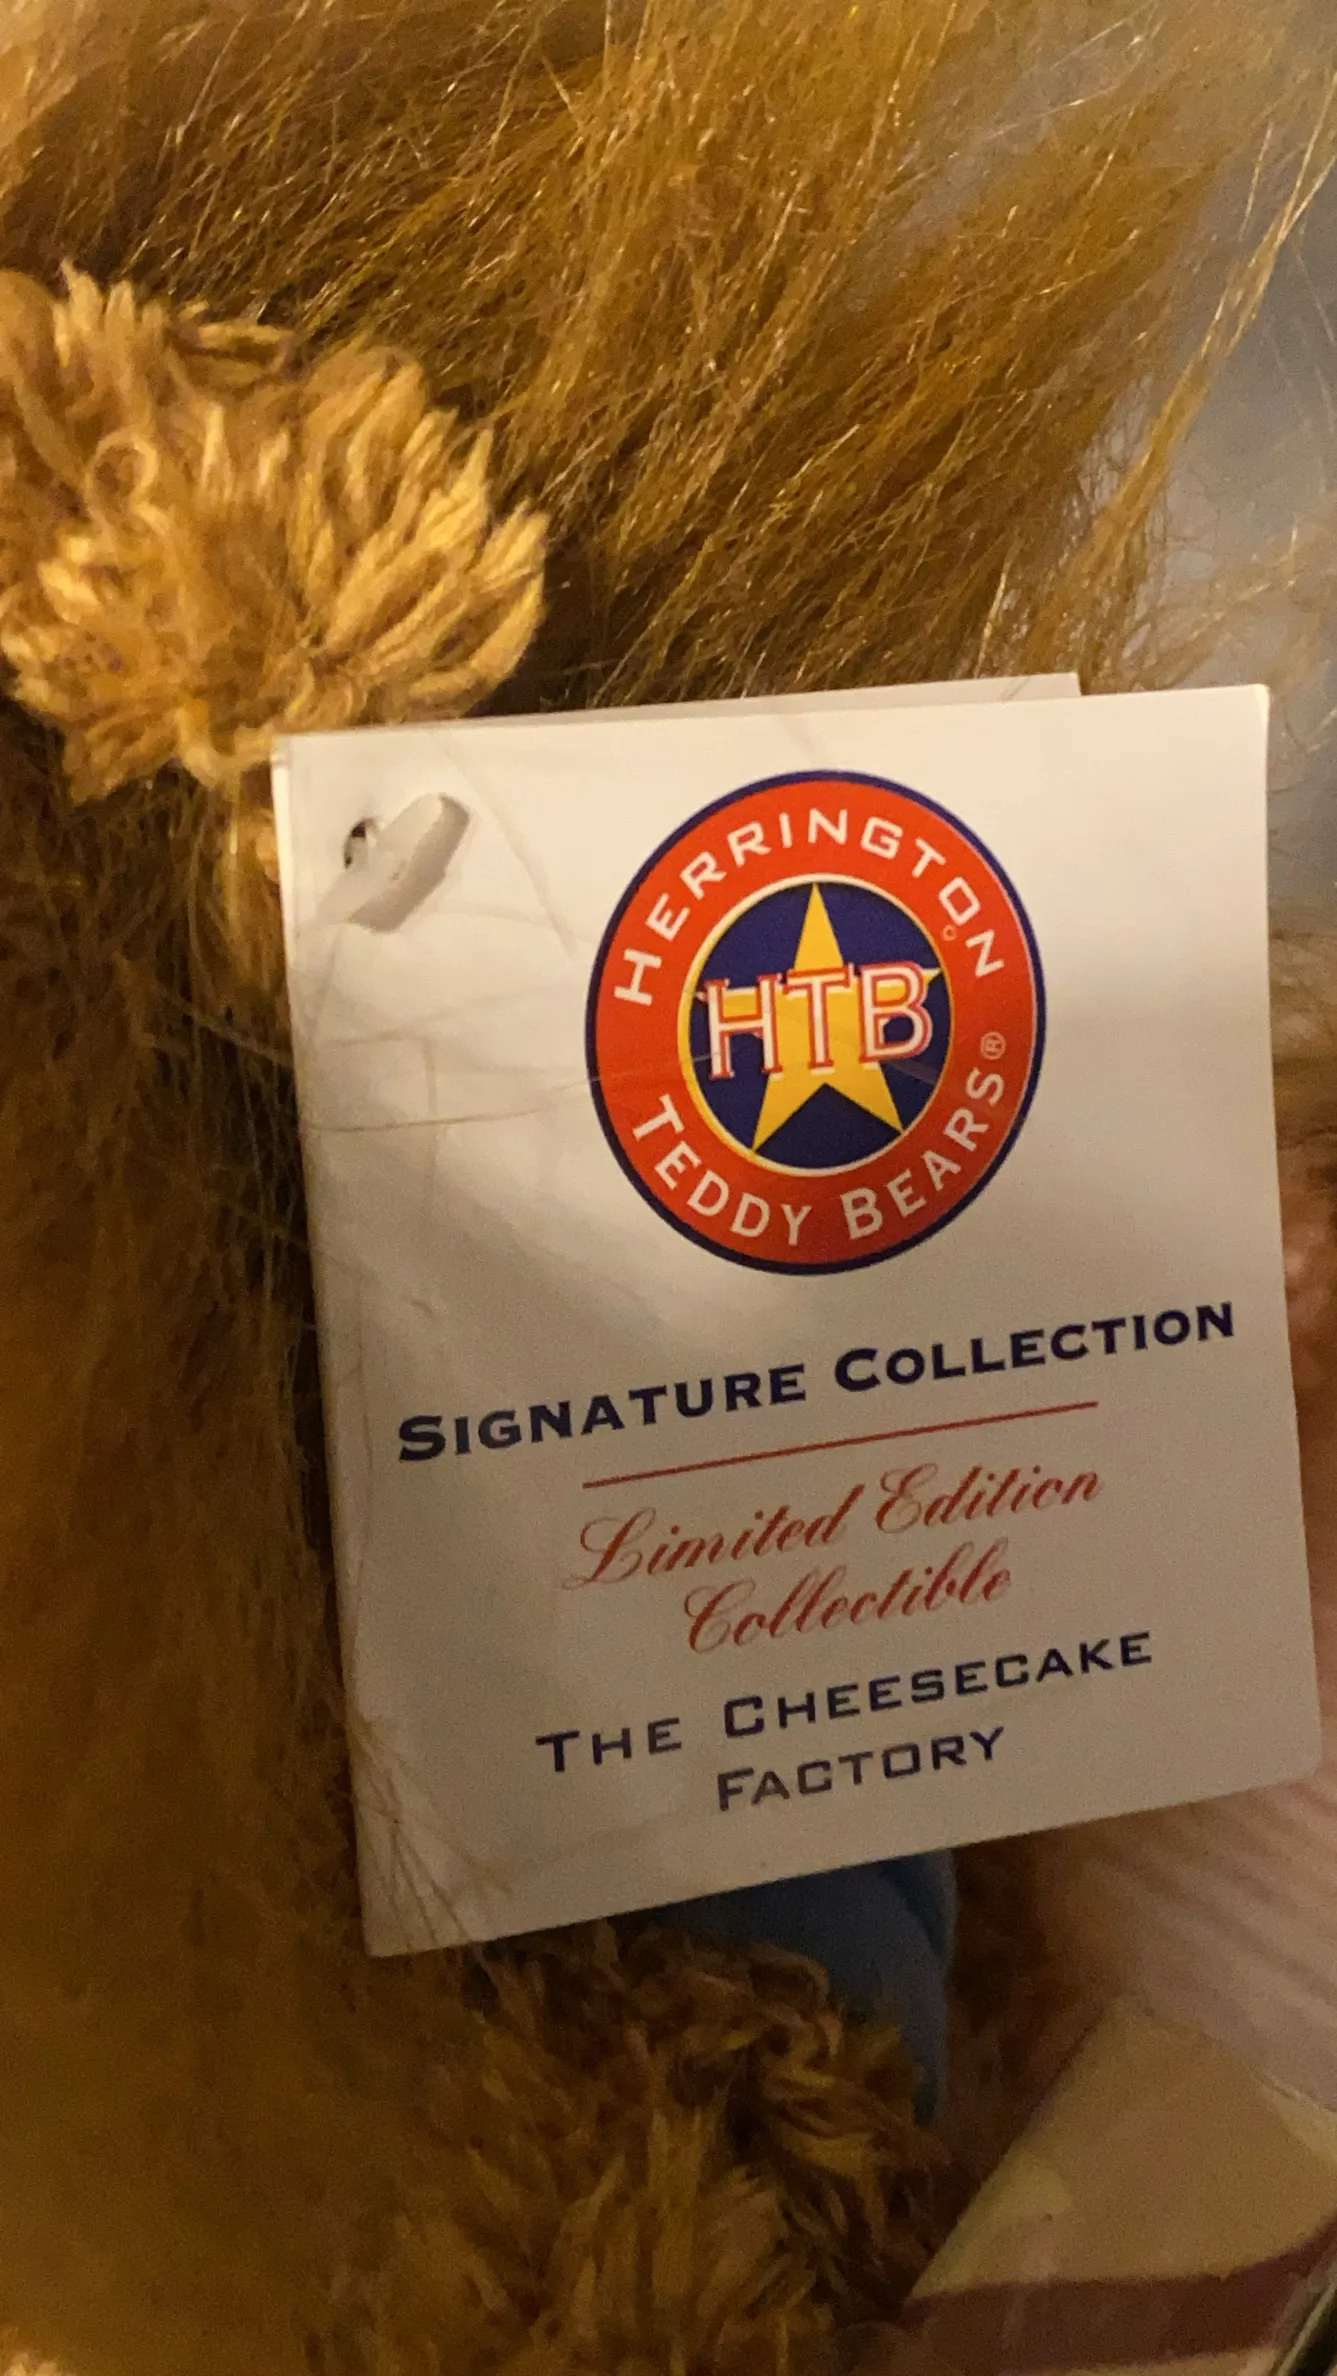 HERRINGTON
©
HTB
TEDDY BEARS®
SIGNATURE COLLECTION
Limited Edition
Collectible
THE CHEESECAKE
FACTORY